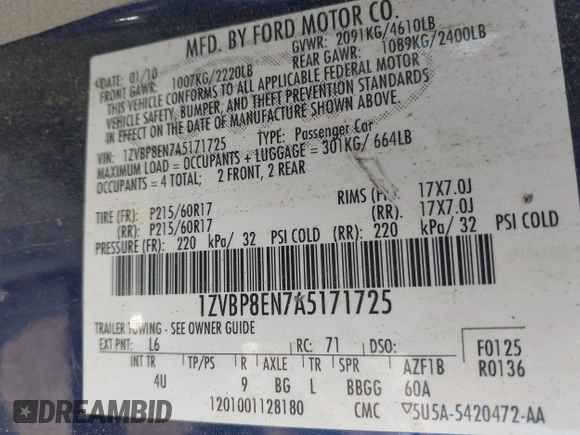 MFD. BY FORD MOTOR CO.
DATE: 01/10 GVWR: 2091KG/4610LB
FRONT GAWR: 1007KG/2220LB REAR GAWR: 1089KG/2400LB
THIS VEHICLE CONFORMS TO ALL APPLICABLE FEDERAL MOTOR
VEHICLE SAFETY, BUMPER, AND THEFT PREVENTION STANDARDS
IN EFFECT ON THE DATE OF MANUFACTURE SHOWN ABOVE
VIN: 1ZVBP8EN7A5171725 TYPE: Passenger Car
MAXIMUM LOAD = OCCUPANTS + LUGGAGE = 301KG/ 664LB
OCCUPANTS = 4 TOTAL; 2 FRONT, 2 REAR
TIRE (FR): P215/60R17 RIMS (FR): 17X7.0J
(RR): P215/60R17 (RR): 17X7.0J
PRESSURE (FR): 220 kPa/ 32 PSI COLD (RR): 220 kPa/ 32 PSI COLD
1ZVBP8EN7A5171725
TRAILER TOWING - SEE OWNER GUIDE
EXT PNT: L6 RC: 71 DSO: F0125
INT TR TP/PS R AXLE TR SPR AZF1B R0136
4U 9 BG L BBGG 60A
1201001128180 CMC ▽5U5A-5420472-AA
AUTOBIDCAR